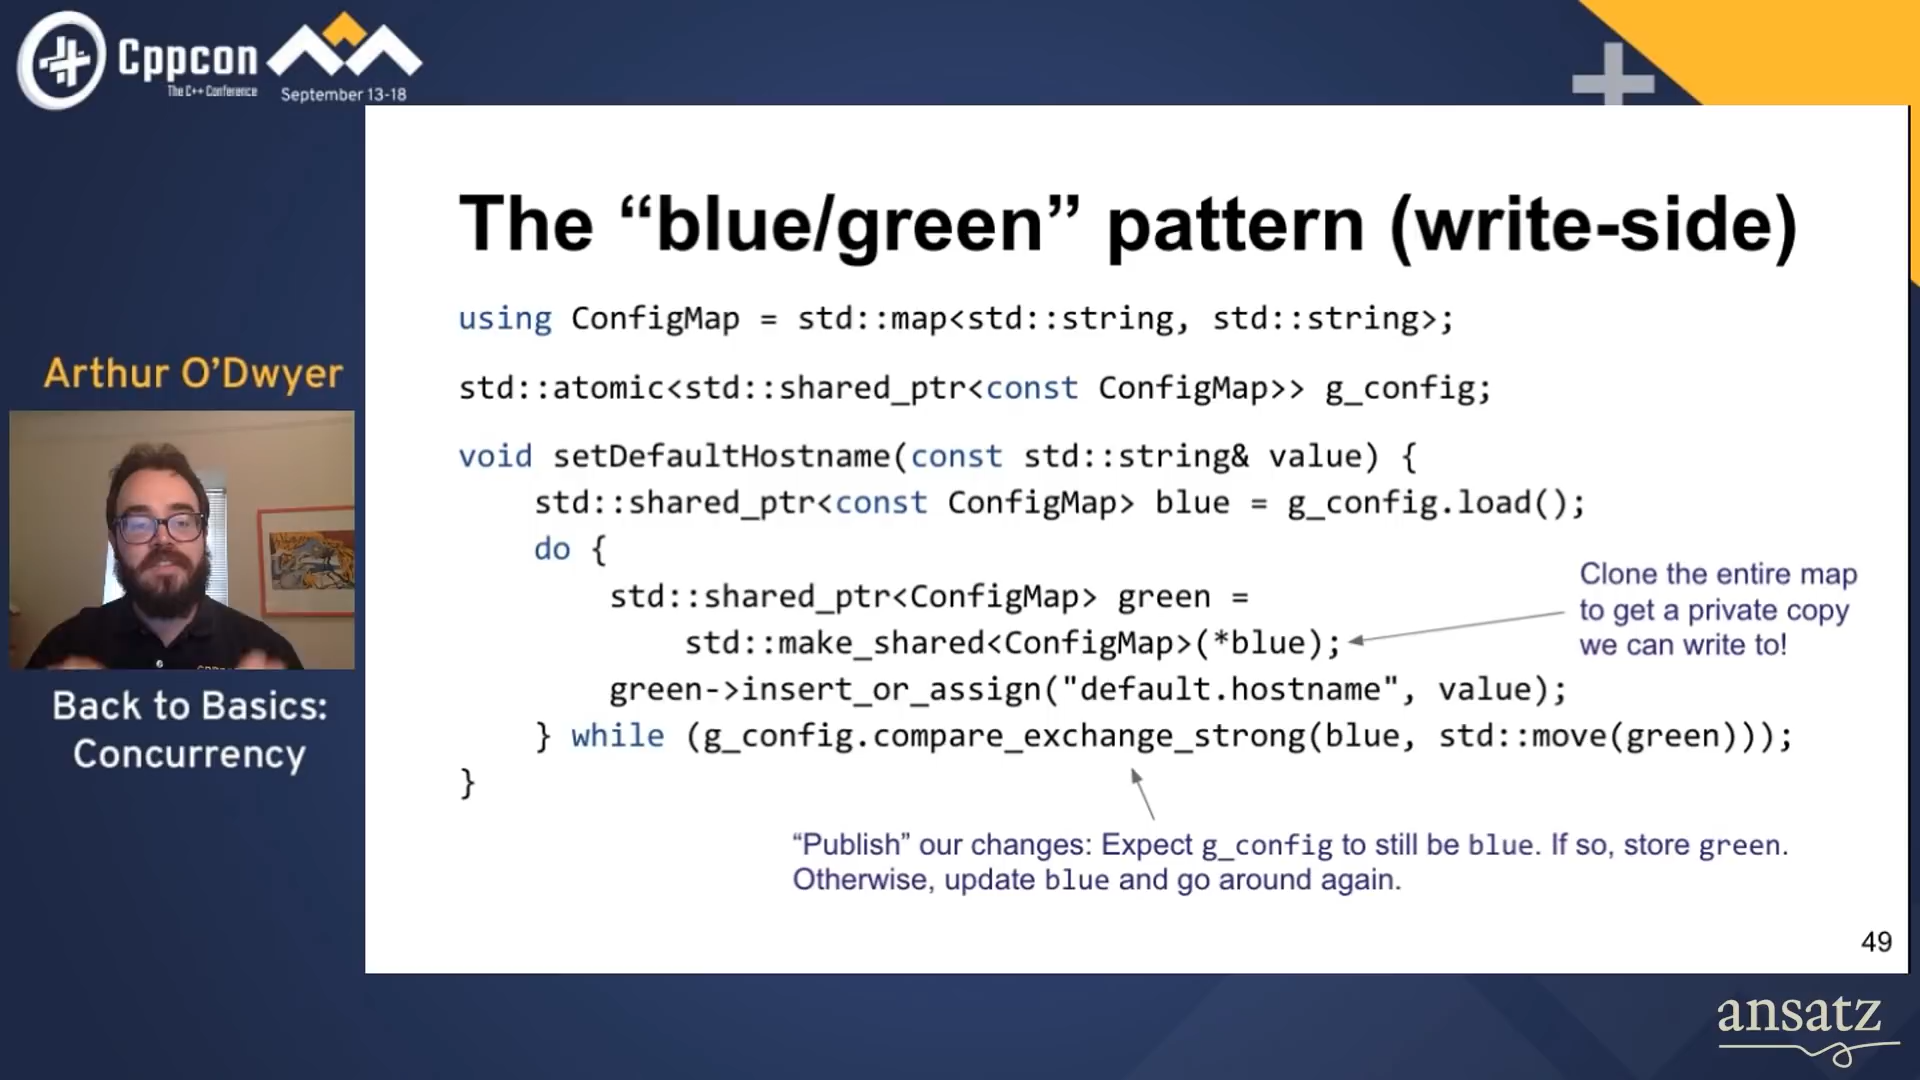 Cppcon
The C++ Conference
September 13-18
Arthur O’Dwyer
Back to Basics:
Concurrency
The “blue/green” pattern (write-side)
using ConfigMap = std::map<std::string, std::string>;
std::atomic<std::shared_ptr<const ConfigMap>> g_config;
void setDefaultHostname(const std::string& value) {
    std::shared_ptr<const ConfigMap> blue = g_config.load();
    do {
        std::shared_ptr<ConfigMap> green =
            std::make_shared<ConfigMap>(*blue);
        green->insert_or_assign("default.hostname", value);
    } while (g_config.compare_exchange_strong(blue, std::move(green)));
}
Clone the entire map
to get a private copy
we can write to!
“Publish” our changes: Expect g_config to still be blue. If so, store green.
Otherwise, update blue and go around again.
49
ansatz